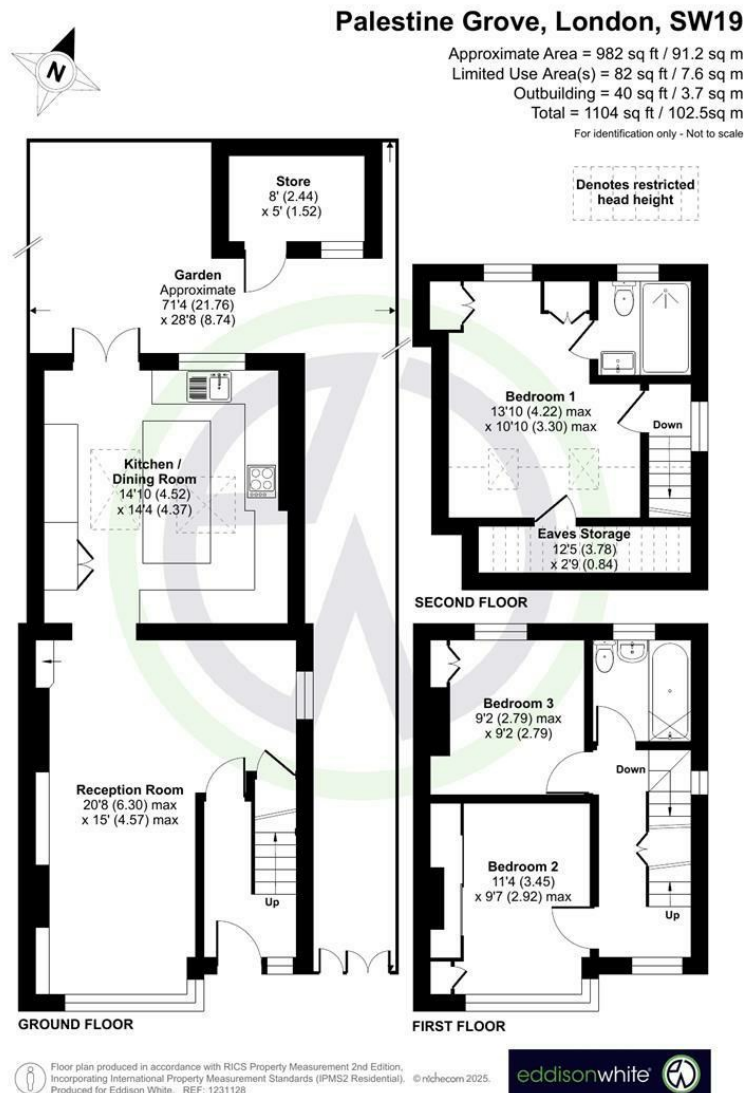 Palestine Grove, London, SW19
Approximate Area = 982 sq ft / 91.2 sq m
Limited Use Area(s) = 82 sq ft / 7.6 sq m
Outbuilding = 40 sq ft / 3.7 sq m
Total = 1104 sq ft / 102.5sq m
For identification only - Not to scale
N
Denotes restricted
head height
Store
8' (2.44)
x 5' (1.52)
Garden
Approximate
71'4 (21.76)
x 28'8 (8.74)
Kitchen /
Dining Room
14'10 (4.52)
x 14'4 (4.37)
Reception Room
20'8 (6.30) max
x 15' (4.57) max
Up
GROUND FLOOR
Bedroom 1
13'10 (4.22) max
x 10'10 (3.30) max
Down
Eaves Storage
12'5 (3.78)
x 2'9 (0.84)
SECOND FLOOR
Bedroom 3
9'2 (2.79) max
x 9'2 (2.79)
Down
Bedroom 2
11'4 (3.45)
x 9'7 (2.92) max
Up
FIRST FLOOR
Floor plan produced in accordance with RICS Property Measurement 2nd Edition,
Incorporating International Property Measurement Standards (IPMS2 Residential). © nichecom 2025.
Produced for Eddison White. REF: 1231128
eddisonwhite